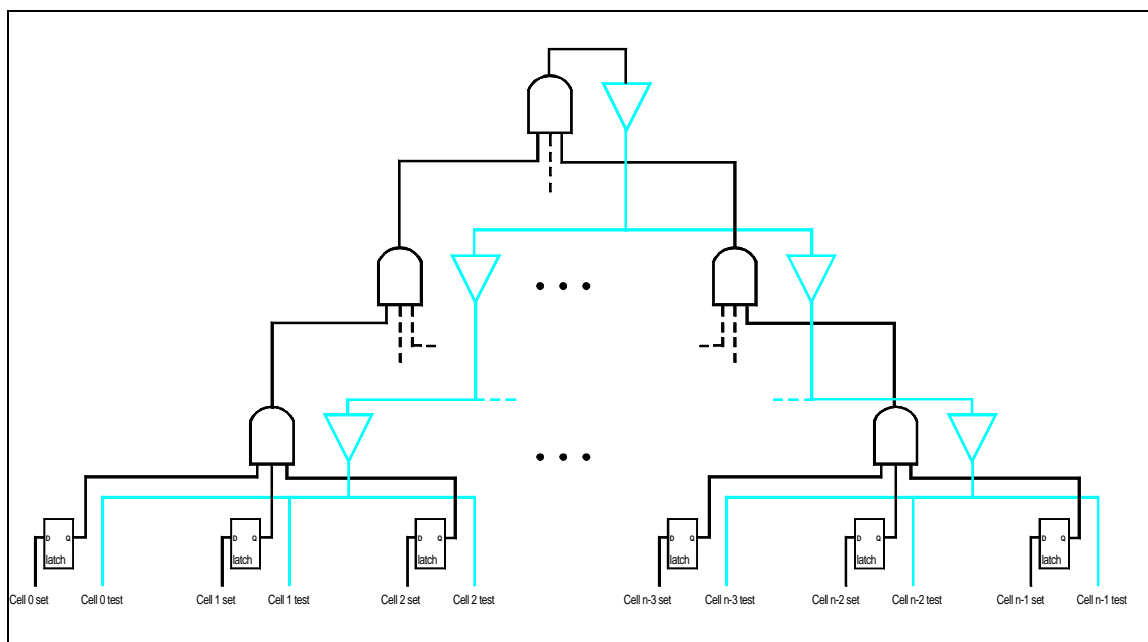 D Q
latch
D Q
latch
D Q
latch
D Q
latch
D Q
latch
D Q
latch
Cell 0 set Cell 0 test Cell 1 set Cell 1 test Cell 2 set Cell 2 test Cell n-3 set Cell n-3 test Cell n-2 set Cell n-2 test Cell n-1 set Cell n-1 test